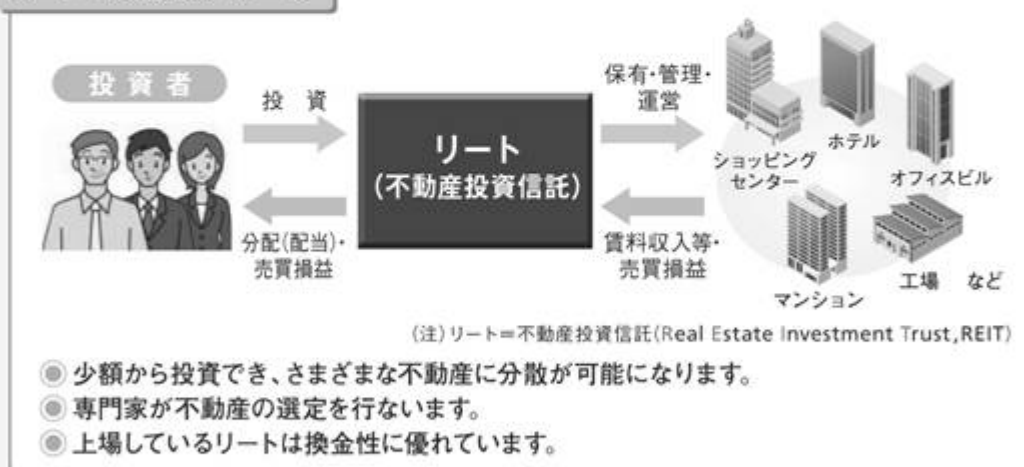 投資者
投 資
分配(配当)・
売買損益
リート
(不動産投資信託)
保有・管理・
運営
賃料収入等・
売買損益
ショッピング
センター
ホテル
オフィスビル
マンション
工場 など
(注)リート=不動産投資信託(Real Estate Investment Trust,REIT)
◉ 少額から投資でき、さまざまな不動産に分散が可能になります。
◉ 専門家が不動産の選定を行ないます。
◉ 上場しているリートは換金性に優れています。